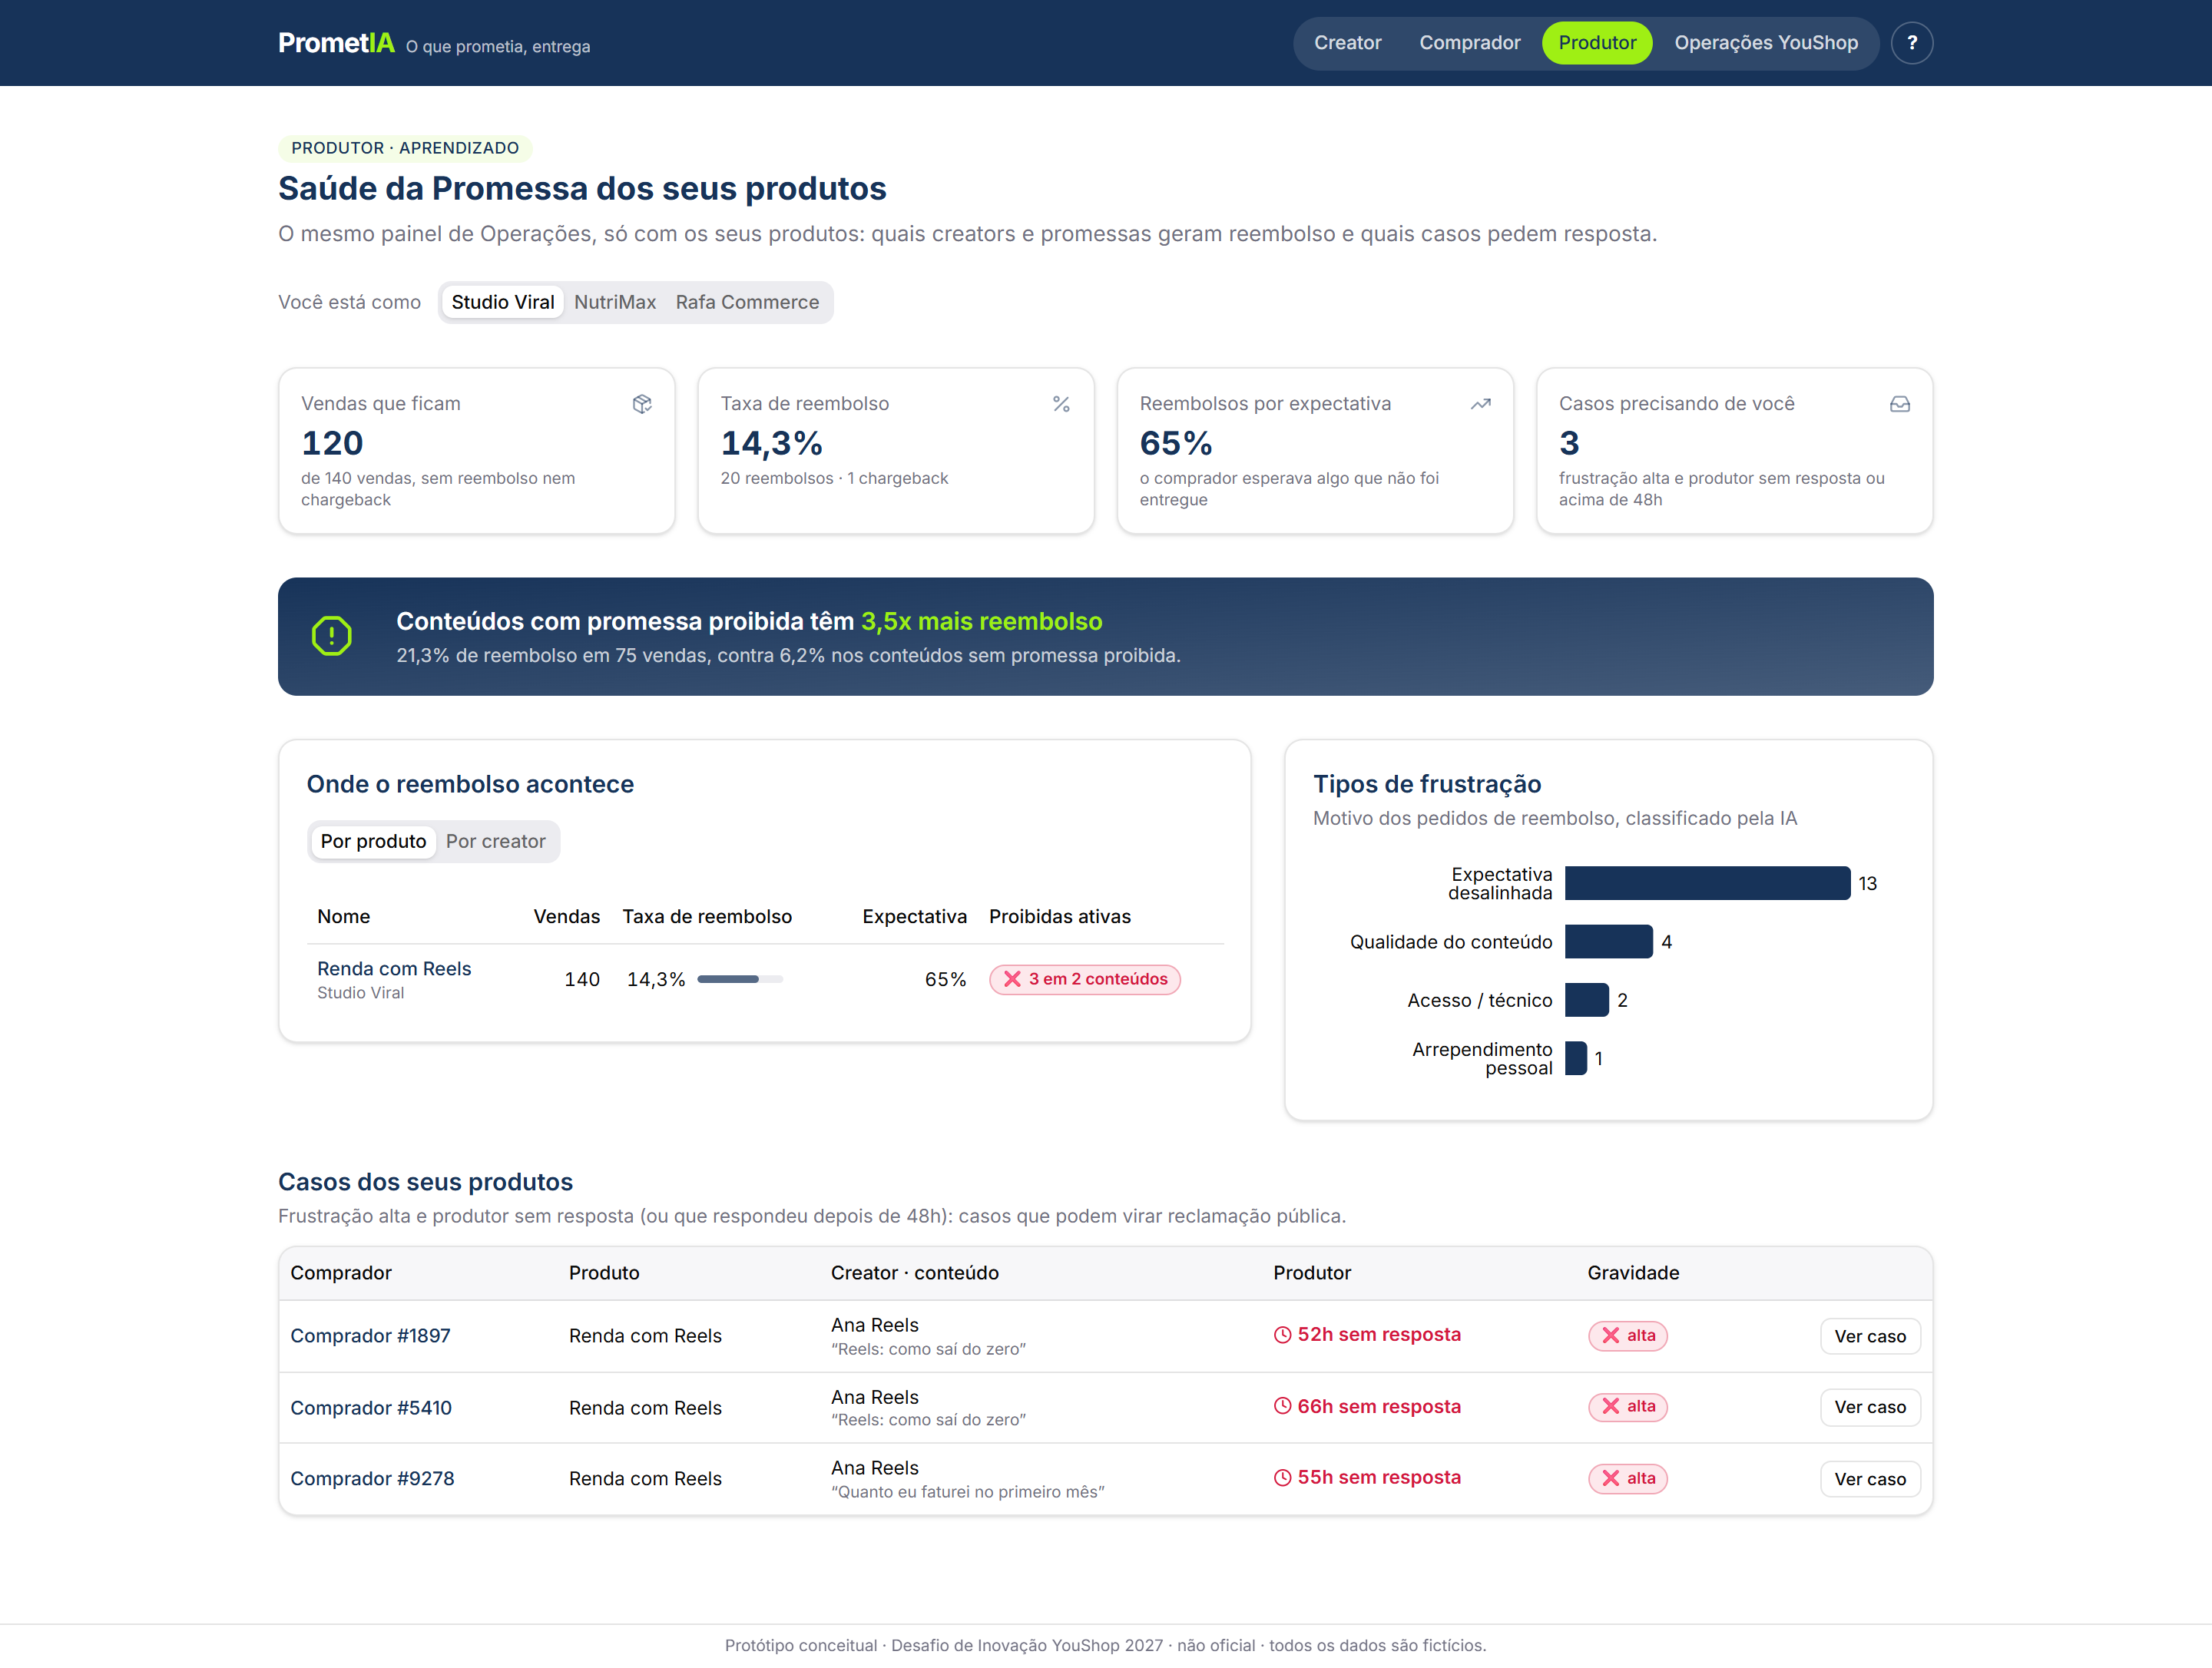 PrometIA O que prometia, entrega
Creator Comprador Produtor Operações YouShop ?
PRODUTOR · APRENDIZADO
Saúde da Promessa dos seus produtos
O mesmo painel de Operações, só com os seus produtos: quais creators e promessas geram reembolso e quais casos pedem resposta.
Você está como Studio Viral NutriMax Rafa Commerce
Vendas que ficam
120
de 140 vendas, sem reembolso nem
chargeback
Taxa de reembolso
14,3%
20 reembolsos · 1 chargeback
Reembolsos por expectativa
65%
o comprador esperava algo que não foi
entregue
Casos precisando de você
3
frustração alta e produtor sem resposta ou
acima de 48h
Conteúdos com promessa proibida têm 3,5x mais reembolso
21,3% de reembolso em 75 vendas, contra 6,2% nos conteúdos sem promessa proibida.
Onde o reembolso acontece
Por produto Por creator
Nome Vendas Taxa de reembolso Expectativa Proibidas ativas
Renda com Reels 140 14,3% 65% ❌ 3 em 2 conteúdos
Studio Viral
Tipos de frustração
Motivo dos pedidos de reembolso, classificado pela IA
Expectativa
desalinhada 13
Qualidade do conteúdo 4
Acesso / técnico 2
Arrependimento
pessoal 1
Casos dos seus produtos
Frustração alta e produtor sem resposta (ou que respondeu depois de 48h): casos que podem virar reclamação pública.
Comprador Produto Creator · conteúdo Produtor Gravidade
Comprador #1897 Renda com Reels Ana Reels 52h sem resposta ❌ alta Ver caso
“Reels: como saí do zero”
Comprador #5410 Renda com Reels Ana Reels 66h sem resposta ❌ alta Ver caso
“Reels: como saí do zero”
Comprador #9278 Renda com Reels Ana Reels 55h sem resposta ❌ alta Ver caso
“Quanto eu faturei no primeiro mês”
Protótipo conceitual · Desafio de Inovação YouShop 2027 · não oficial · todos os dados são fictícios.